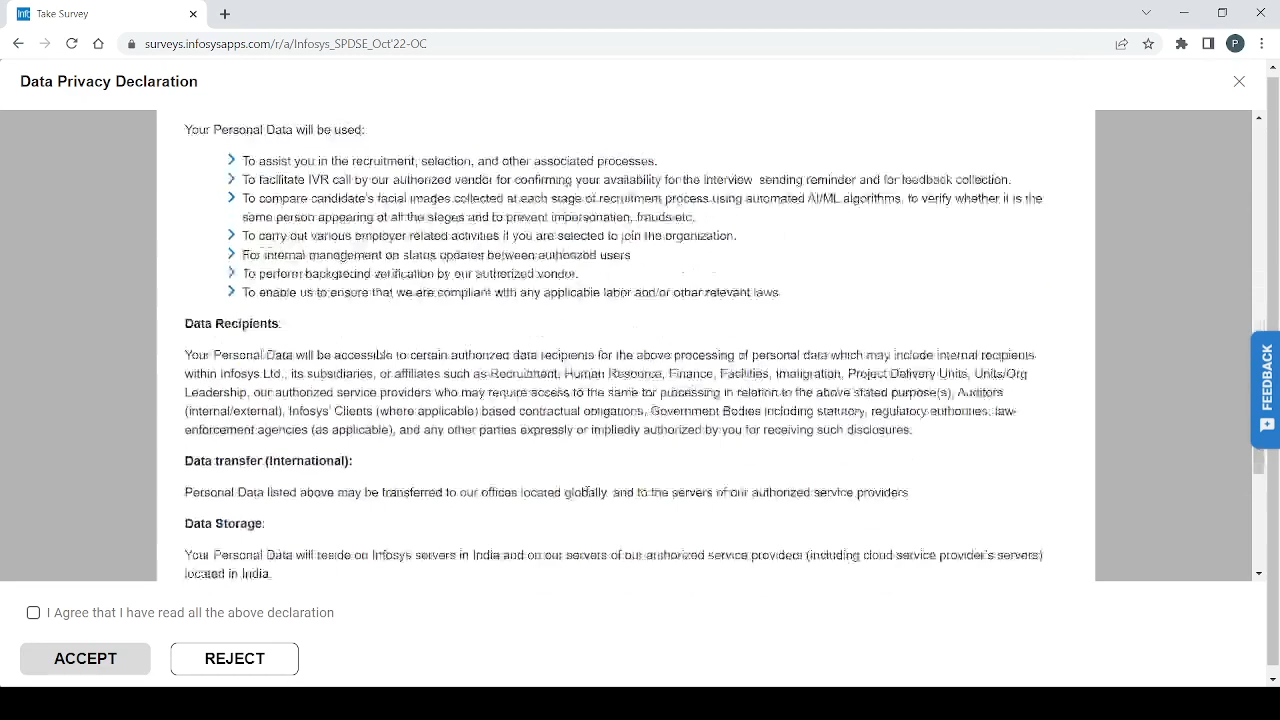 Infy Take Survey
surveys.infosysapps.com/r/a/Infosys_SPDSE_Oct'22-OC
P
Data Privacy Declaration
Your Personal Data will be used:
To assist you in the recruitment, selection, and other associated processes.
To facilitate IVR call by our authorized vendor for confirming your availability for the Interview sending reminder and for feedback collection.
To compare candidate's facial images collected at each stage of recruitment process using automated AI/ML algorithms, to verify whether it is the
same person appearing at all the stages and to prevent impersonation, frauds etc.
To carry out various employer related activities if you are selected to join the organization.
For internal management on status updates between authorized users
To perform background verification by our authorized vendor.
To enable us to ensure that we are compliant with any applicable labor and/or other relevant laws
Data Recipients:
Your Personal Data will be accessible to certain authorized data recipients for the above processing of personal data which may include internal recipients
within Infosys Ltd., its subsidiaries, or affiliates such as Recruitment, Human Resource, Finance, Facilities, Immigration, Project Delivery Units, Units/Org
Leadership, our authorized service providers who may require access to the same for processing in relation to the above stated purpose(s), Auditors
(internal/external), Infosys' Clients (where applicable) based contractual obligations, Government Bodies including statutory, regulatory authorities, law-
enforcement agencies (as applicable), and any other parties expressly or impliedly authorized by you for receiving such disclosures.
Data transfer (International):
Personal Data listed above may be transferred to our offices located globally and to the servers of our authorized service providers
Data Storage:
Your Personal Data will reside on Infosys servers in India and on our servers of our authorized service providers (including cloud service provider's servers)
located in India.
FEEDBACK
I Agree that I have read all the above declaration
ACCEPT REJECT